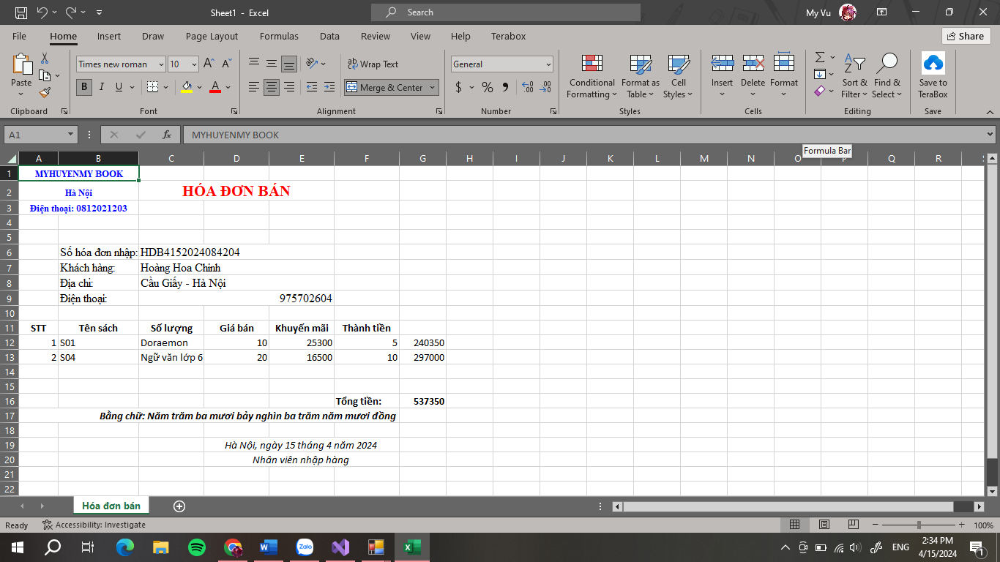 Sheet1 - Excel
Search
My Vu
File Home Insert Draw Page Layout Formulas Data Review View Help Terabox
Share
Paste
Times new roman 10
B I U
Wrap Text
Merge & Center
General
Conditional Formatting
Format as Table
Cell Styles
Insert Delete Format
Sort & Filter
Find & Select
Save to TeraBox
Clipboard Font Alignment Number Styles Cells Editing Save
A1 fx MYHUYENMY BOOK
Formula Bar
A B C D E F G H I J K L M N O P Q R
1 MYHUYENMY BOOK
2 Hà Nội HÓA ĐƠN BÁN
3 Điện thoại: 0812021203
4
5
6 Số hóa đơn nhập: HDB4152024084204
7 Khách hàng: Hoàng Hoa Chinh
8 Địa chỉ: Cầu Giấy - Hà Nội
9 Điện thoại: 975702604
10
11 STT Tên sách Số lượng Giá bán Khuyến mãi Thành tiền
12 1 S01 Doraemon 10 25300 5 240350
13 2 S04 Ngữ văn lớp 6 20 16500 10 297000
14
15
16 Tổng tiền: 537350
17 Bằng chữ: Năm trăm ba mươi bảy nghìn ba trăm năm mươi đồng
18
19 Hà Nội, ngày 15 tháng 4 năm 2024
20 Nhân viên nhập hàng
21
22
Hóa đơn bán
Ready Accessibility: Investigate 100%
Zalo
ENG
2:34 PM
4/15/2024
1